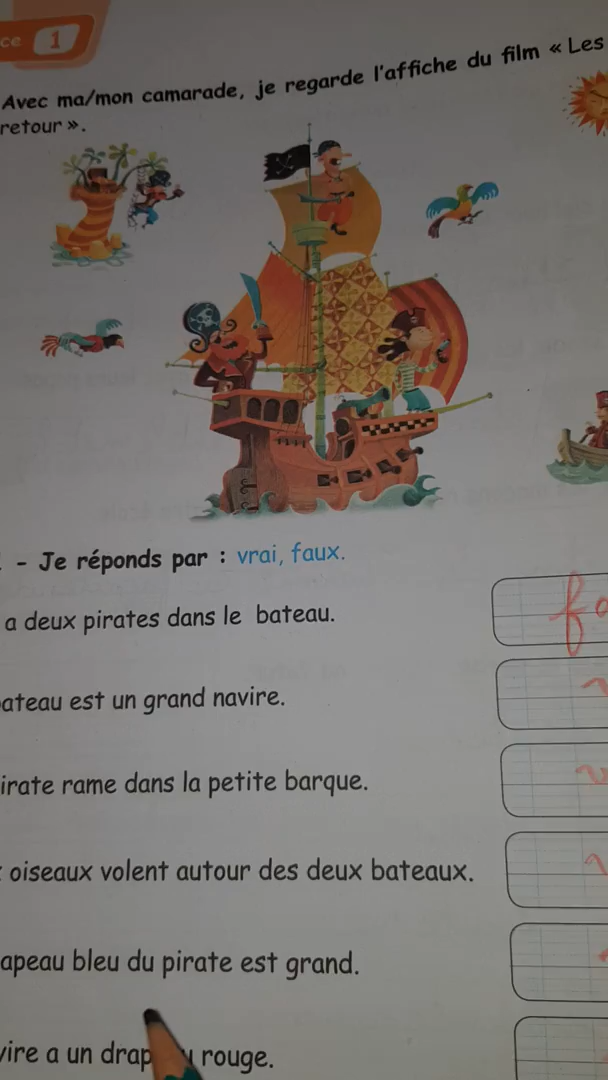 ce 1
Avec ma/mon camarade, je regarde l'affiche du film « Les
retour ».
- Je réponds par : vrai, faux.
a deux pirates dans le bateau.
fa
ateau est un grand navire.
irate rame dans la petite barque.
oiseaux volent autour des deux bateaux.
apeau bleu du pirate est grand.
vire a un drap rouge.